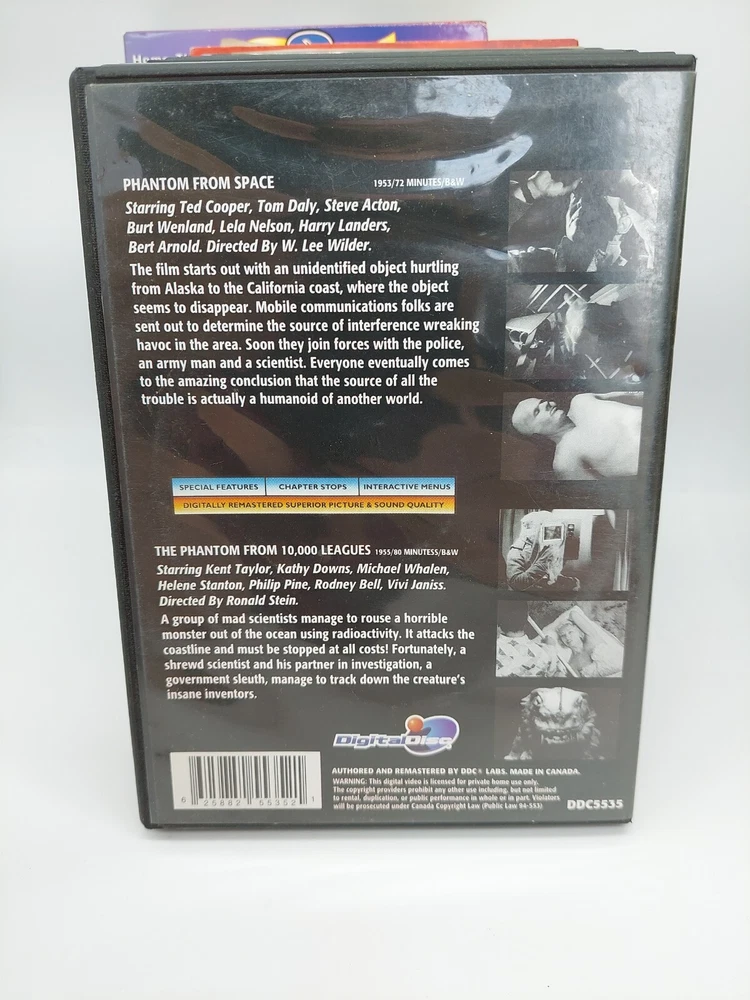 Home
PHANTOM FROM SPACE 1953/72 MINUTES/B&W
Starring Ted Cooper, Tom Daly, Steve Acton,
Burt Wenland, Lela Nelson, Harry Landers,
Bert Arnold. Directed By W. Lee Wilder.
The film starts out with an unidentified object hurtling
from Alaska to the California coast, where the object
seems to disappear. Mobile communications folks are
sent out to determine the source of interference wreaking
havoc in the area. Soon they join forces with the police,
an army man and a scientist. Everyone eventually comes
to the amazing conclusion that the source of all the
trouble is actually a humanoid of another world.
SPECIAL FEATURES CHAPTER STOPS INTERACTIVE MENUS
DIGITALLY REMASTERED SUPERIOR PICTURE & SOUND QUALITY
THE PHANTOM FROM 10,000 LEAGUES 1955/80 MINUTESS/B&W
Starring Kent Taylor, Kathy Downs, Michael Whalen,
Helene Stanton, Philip Pine, Rodney Bell, Vivi Janiss.
Directed By Ronald Stein.
A group of mad scientists manage to rouse a horrible
monster out of the ocean using radioactivity. It attacks the
coastline and must be stopped at all costs! Fortunately, a
shrewd scientist and his partner in investigation, a
government sleuth, manage to track down the creature's
insane inventors.
DigitalDisc
AUTHORED AND REMASTERED BY DDC® LABS. MADE IN CANADA.
WARNING: This digital video is licensed for private home use only.
The copyright providers prohibit any other use including, but not limited
to rental, duplication, or public performance in whole or in part. Violators
will be prosecuted under Canada Copyright Law (Public Law 94-553)
DDC5535
6 25882 55352 1